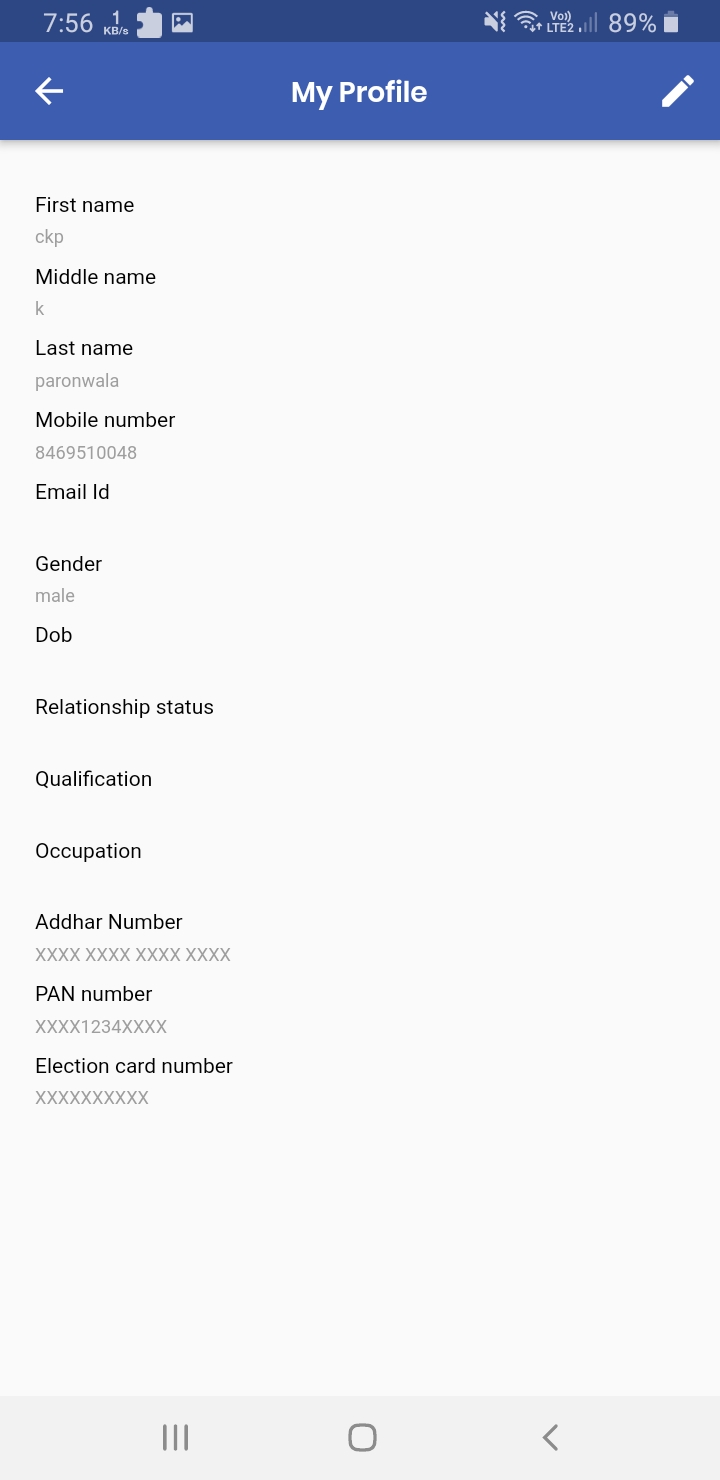 7:56 1 KB/s Vo)) LTE2 89%
My Profile
First name
ckp
Middle name
k
Last name
paronwala
Mobile number
8469510048
Email Id
Gender
male
Dob
Relationship status
Qualification
Occupation
Addhar Number
XXXX XXXX XXXX XXXX
PAN number
XXXX1234XXXX
Election card number
XXXXXXXXXX